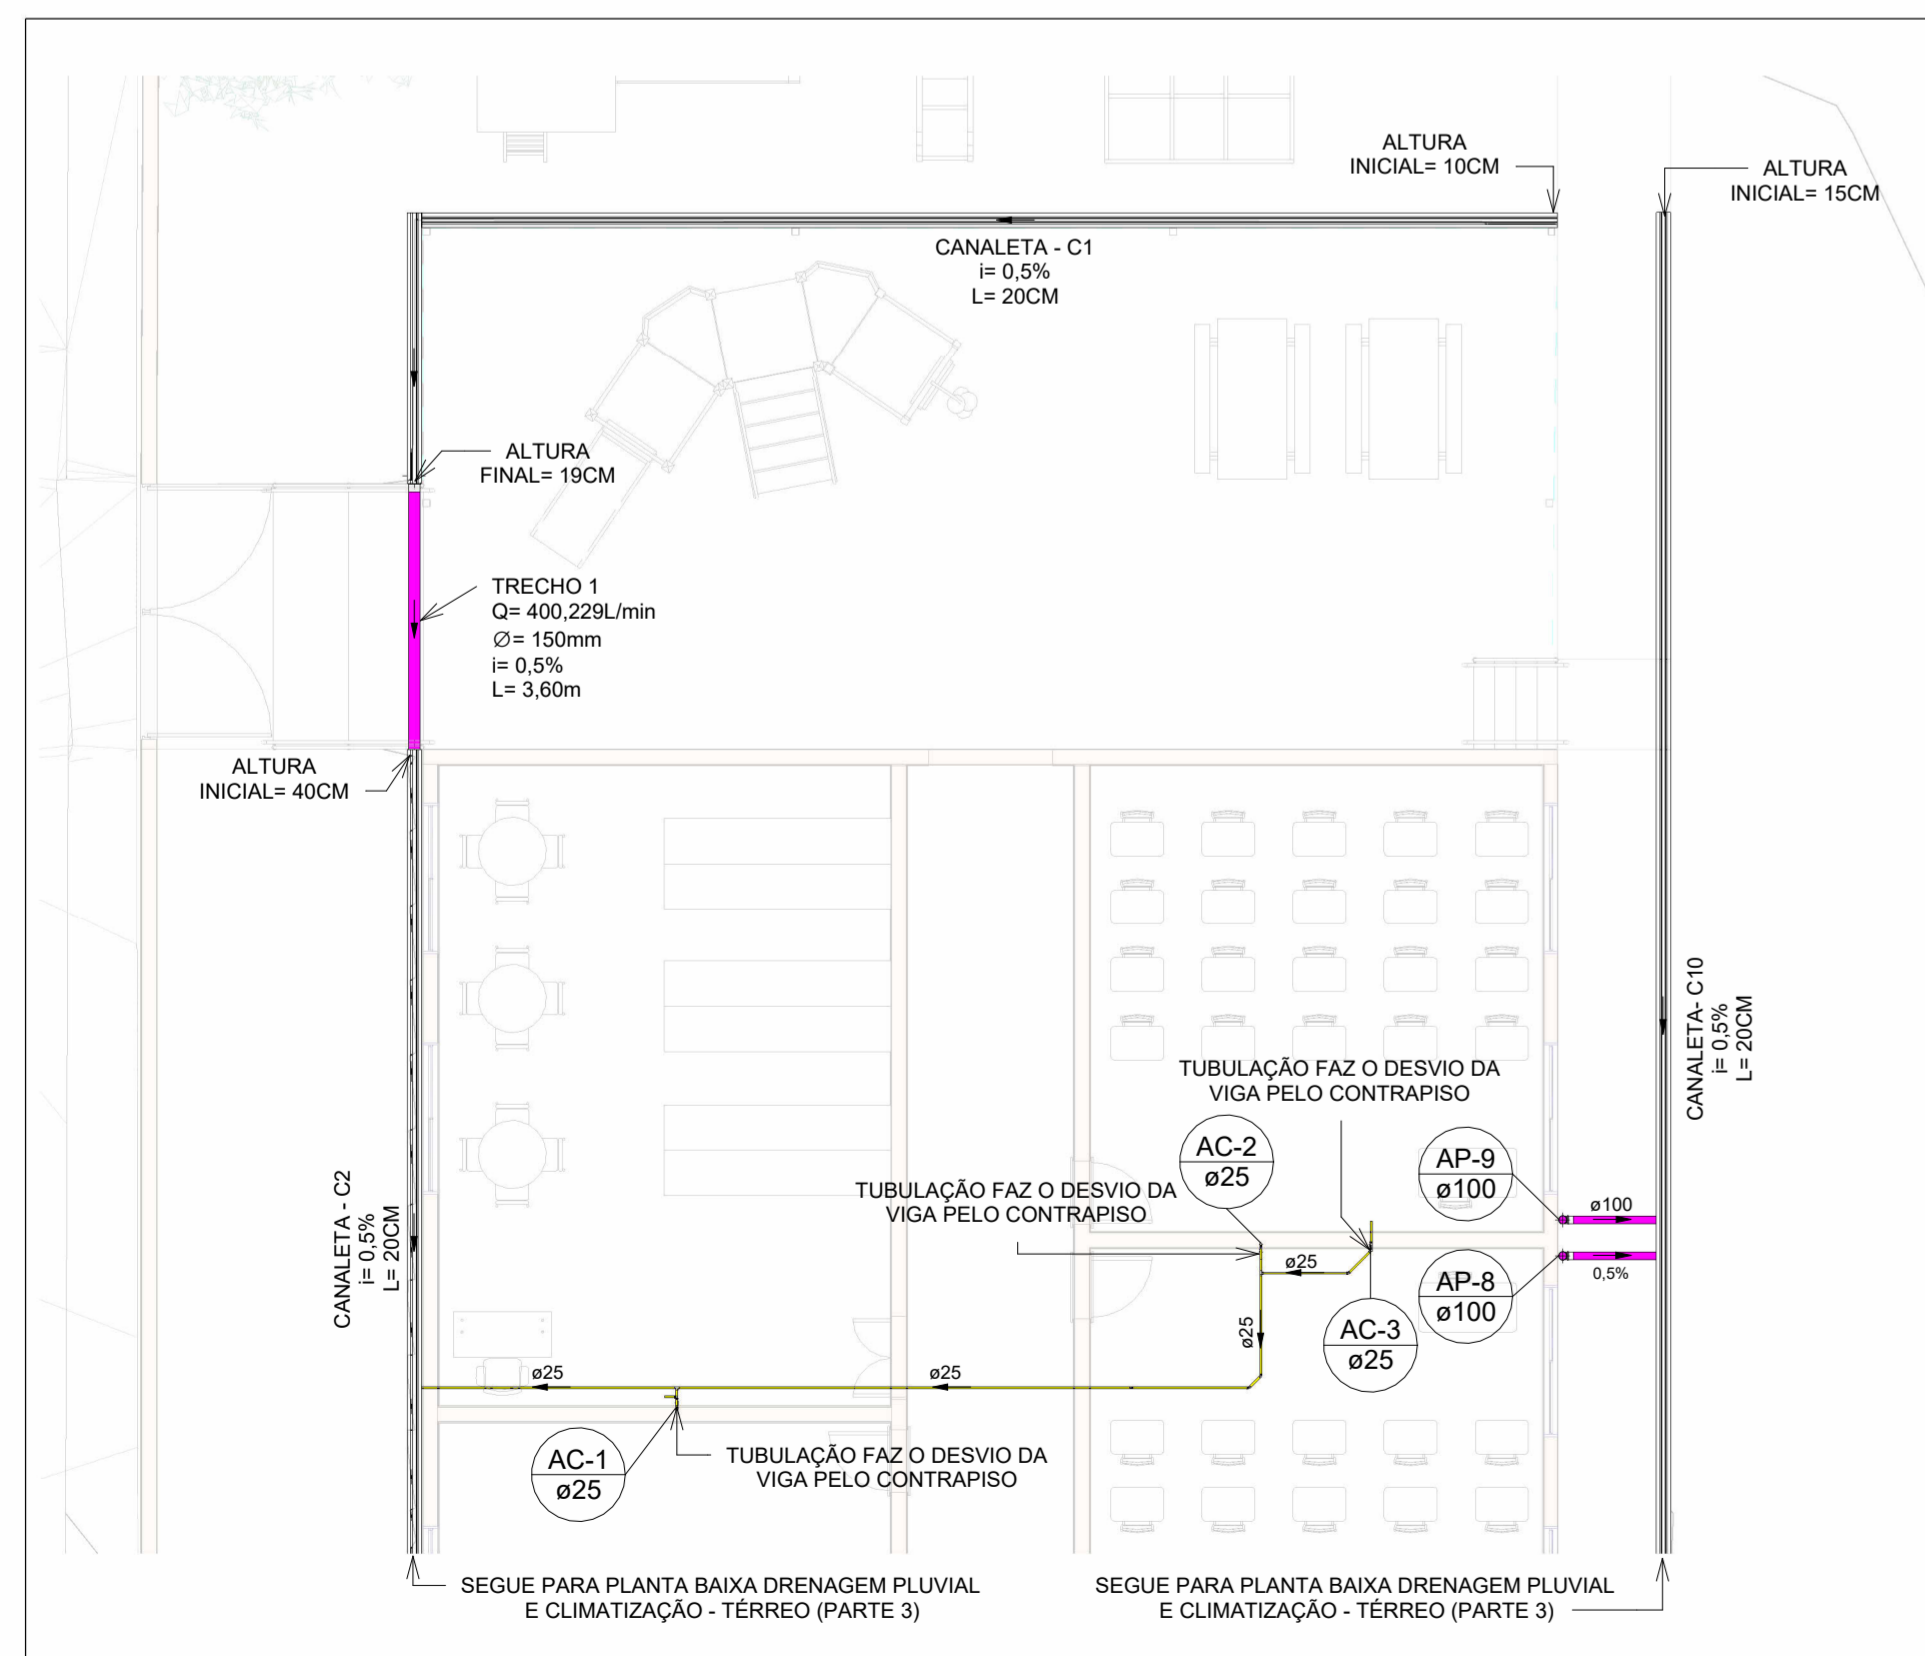 ALTURA
INICIAL= 10CM
ALTURA
INICIAL= 15CM
CANALETA - C1
i= 0,5%
L= 20CM
ALTURA
FINAL= 19CM
TRECHO 1
Q= 400,229L/min
Ø= 150mm
i= 0,5%
L= 3,60m
ALTURA
INICIAL= 40CM
CANALETA- C10
i= 0,5%
L= 20CM
TUBULAÇÃO FAZ O DESVIO DA
VIGA PELO CONTRAPISO
AC-2
ø25
AP-9
ø100
TUBULAÇÃO FAZ O DESVIO DA
VIGA PELO CONTRAPISO
ø100
CANALETA - C2
i= 0,5%
L= 20CM
ø25
0,5%
AP-8
ø100
AC-3
ø25
ø25
ø25
ø25
AC-1
ø25
TUBULAÇÃO FAZ O DESVIO DA
VIGA PELO CONTRAPISO
SEGUE PARA PLANTA BAIXA DRENAGEM PLUVIAL
E CLIMATIZAÇÃO - TÉRREO (PARTE 3)
SEGUE PARA PLANTA BAIXA DRENAGEM PLUVIAL
E CLIMATIZAÇÃO - TÉRREO (PARTE 3)